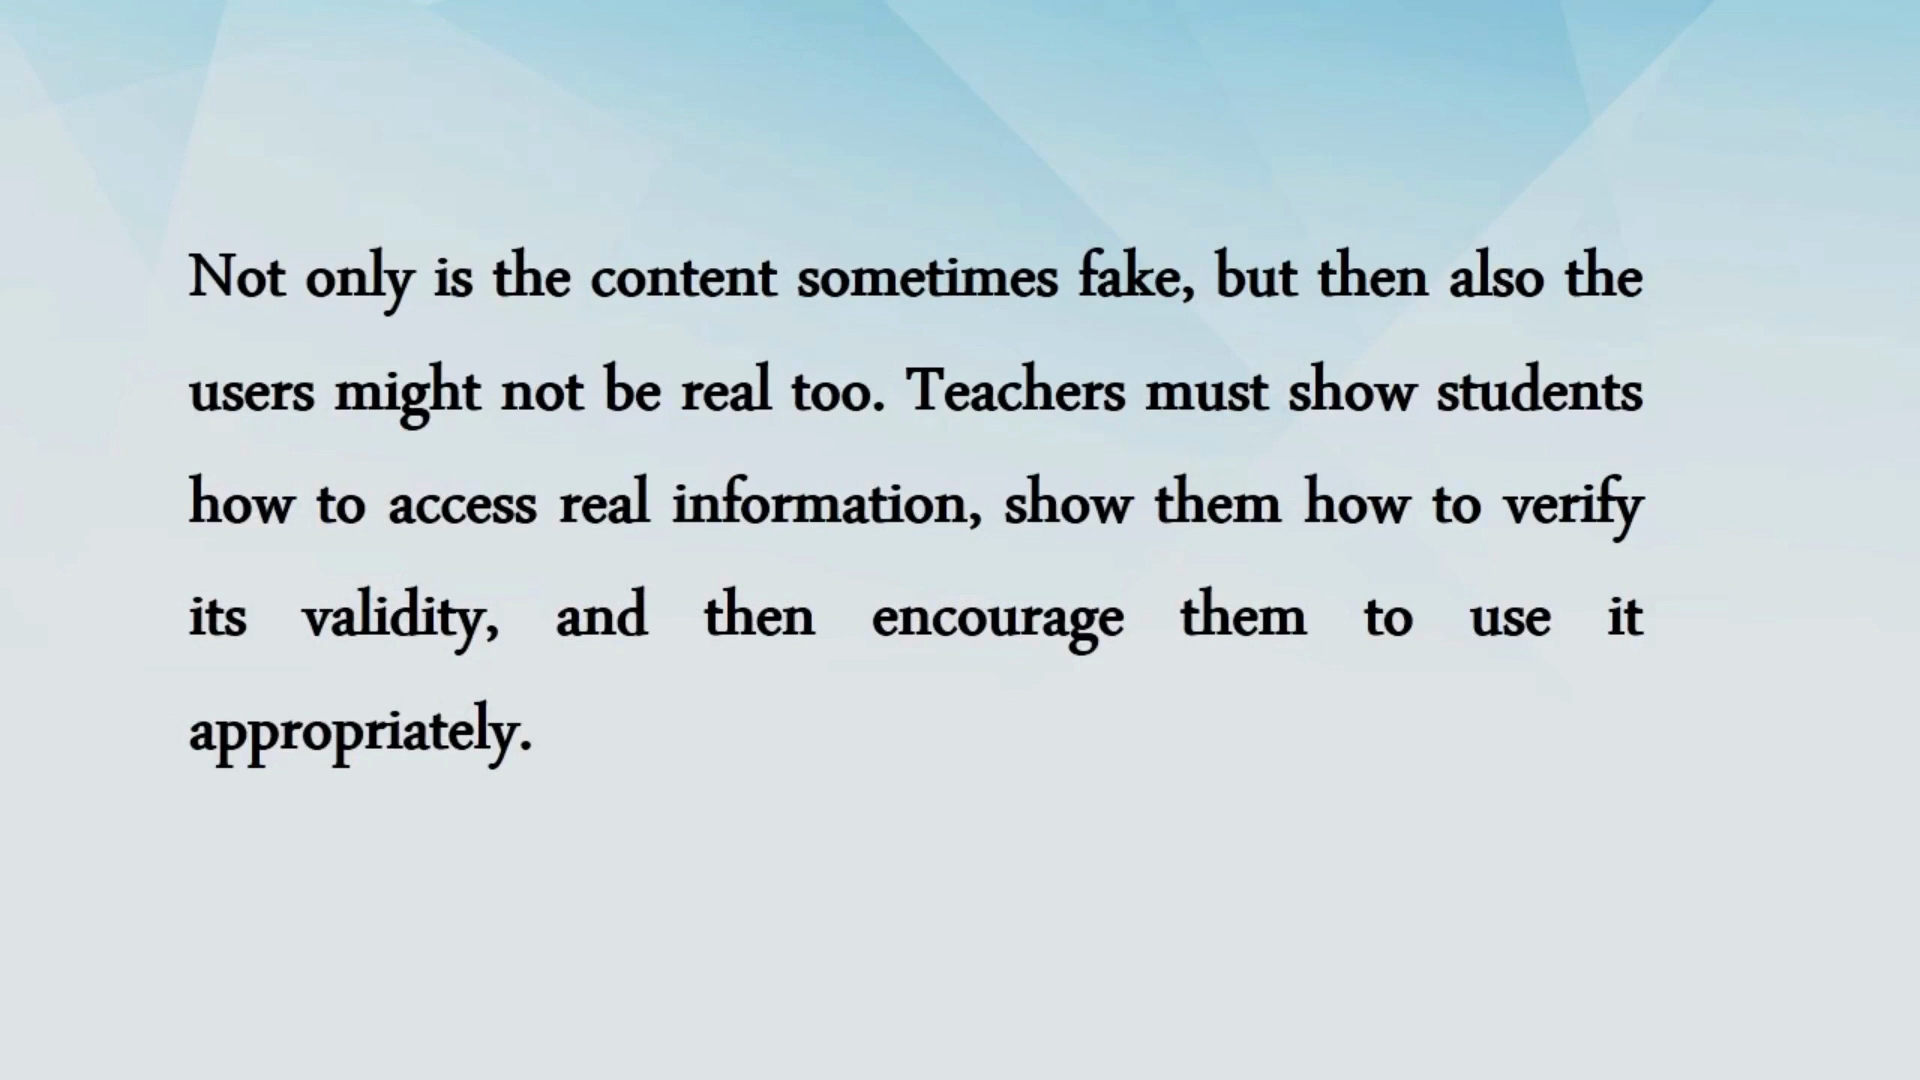 Not only is the content sometimes fake, but then also the
users might not be real too. Teachers must show students
how to access real information, show them how to verify
its validity, and then encourage them to use it
appropriately.